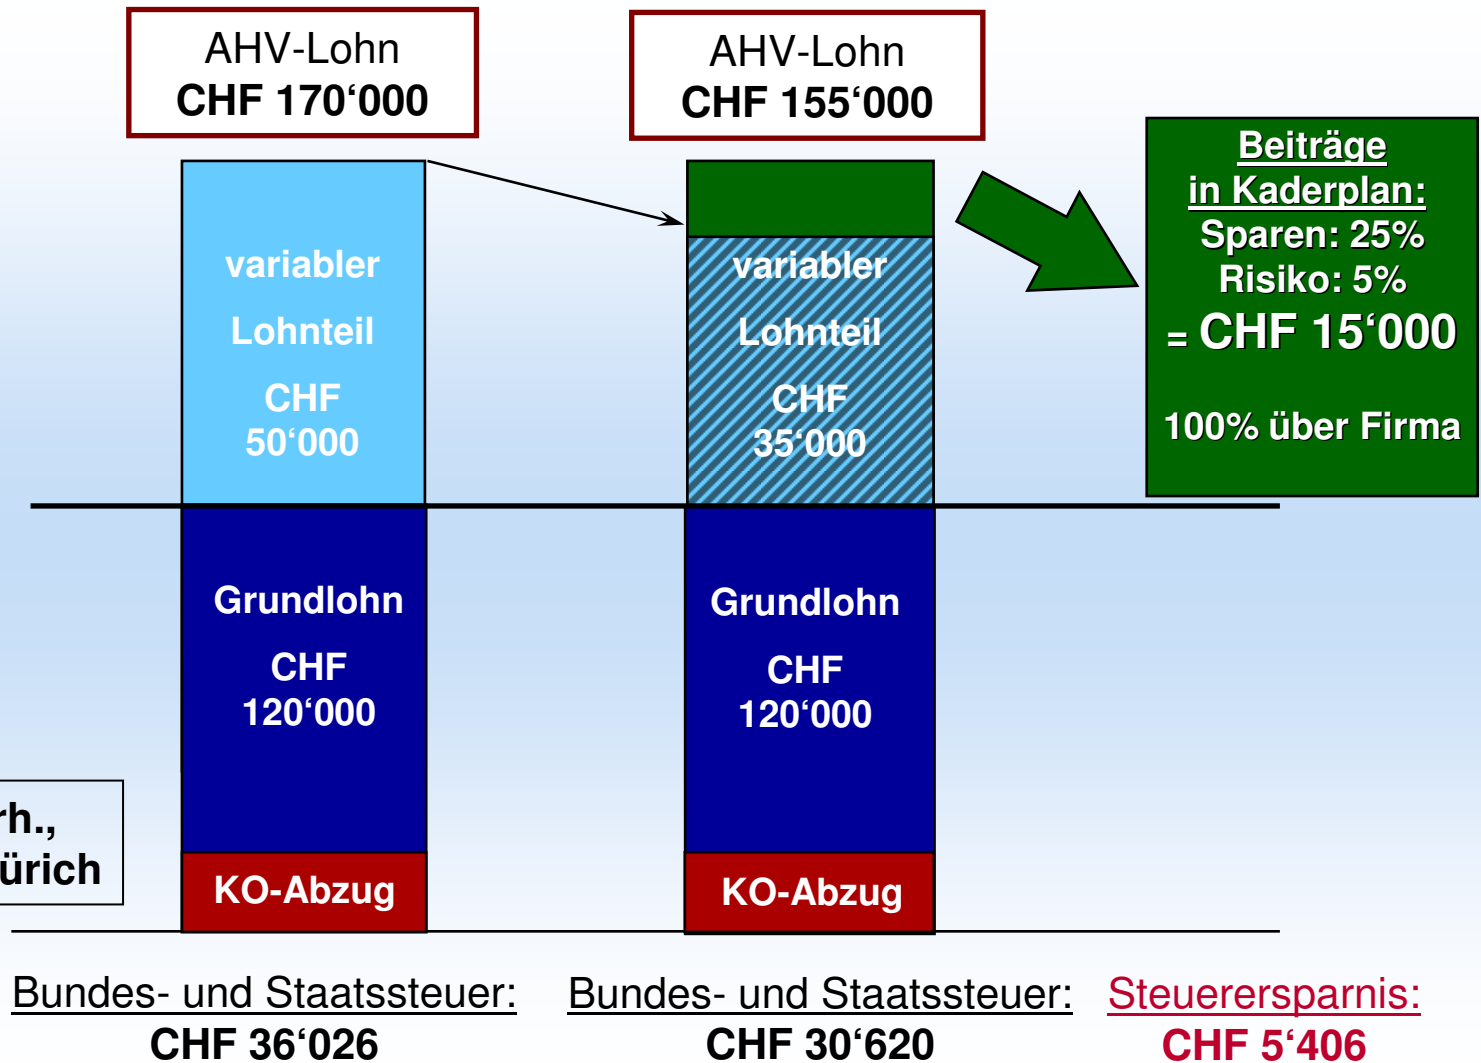 AHV-Lohn
CHF 170‘000
AHV-Lohn
CHF 155‘000
Beiträge
in Kaderplan:
Sparen: 25%
Risiko: 5%
= CHF 15‘000
100% über Firma
variabler
Lohnteil
CHF
50‘000
variabler
Lohnteil
CHF
35‘000
Grundlohn
CHF
120‘000
Grundlohn
CHF
120‘000
KO-Abzug
KO-Abzug
Bundes- und Staatssteuer:
CHF 36‘026
Bundes- und Staatssteuer:
CHF 30‘620
Steuerersparnis:
CHF 5‘406